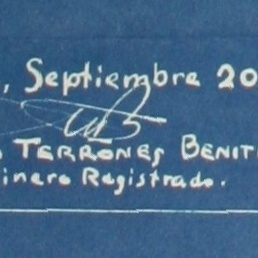 , Septiembre 20
TERRONES BENIT
inero Registrado.